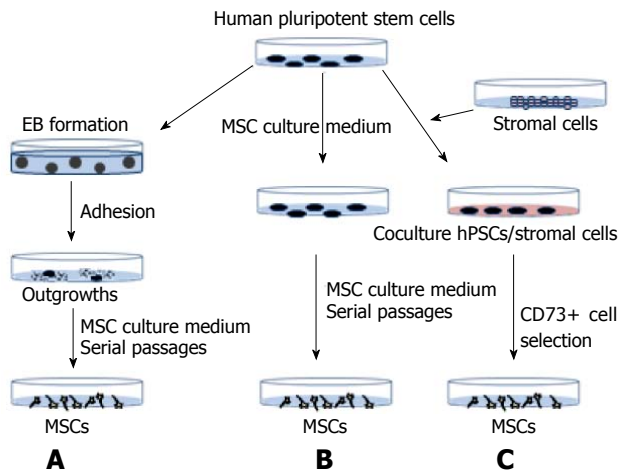 Human pluripotent stem cells
EB formation
MSC culture medium
Stromal cells
Adhesion
Coculture hPSCs/stromal cells
Outgrowths
MSC culture medium
Serial passages
MSC culture medium
Serial passages
CD73+ cell
selection
MSCs
MSCs
MSCs
A
B
C